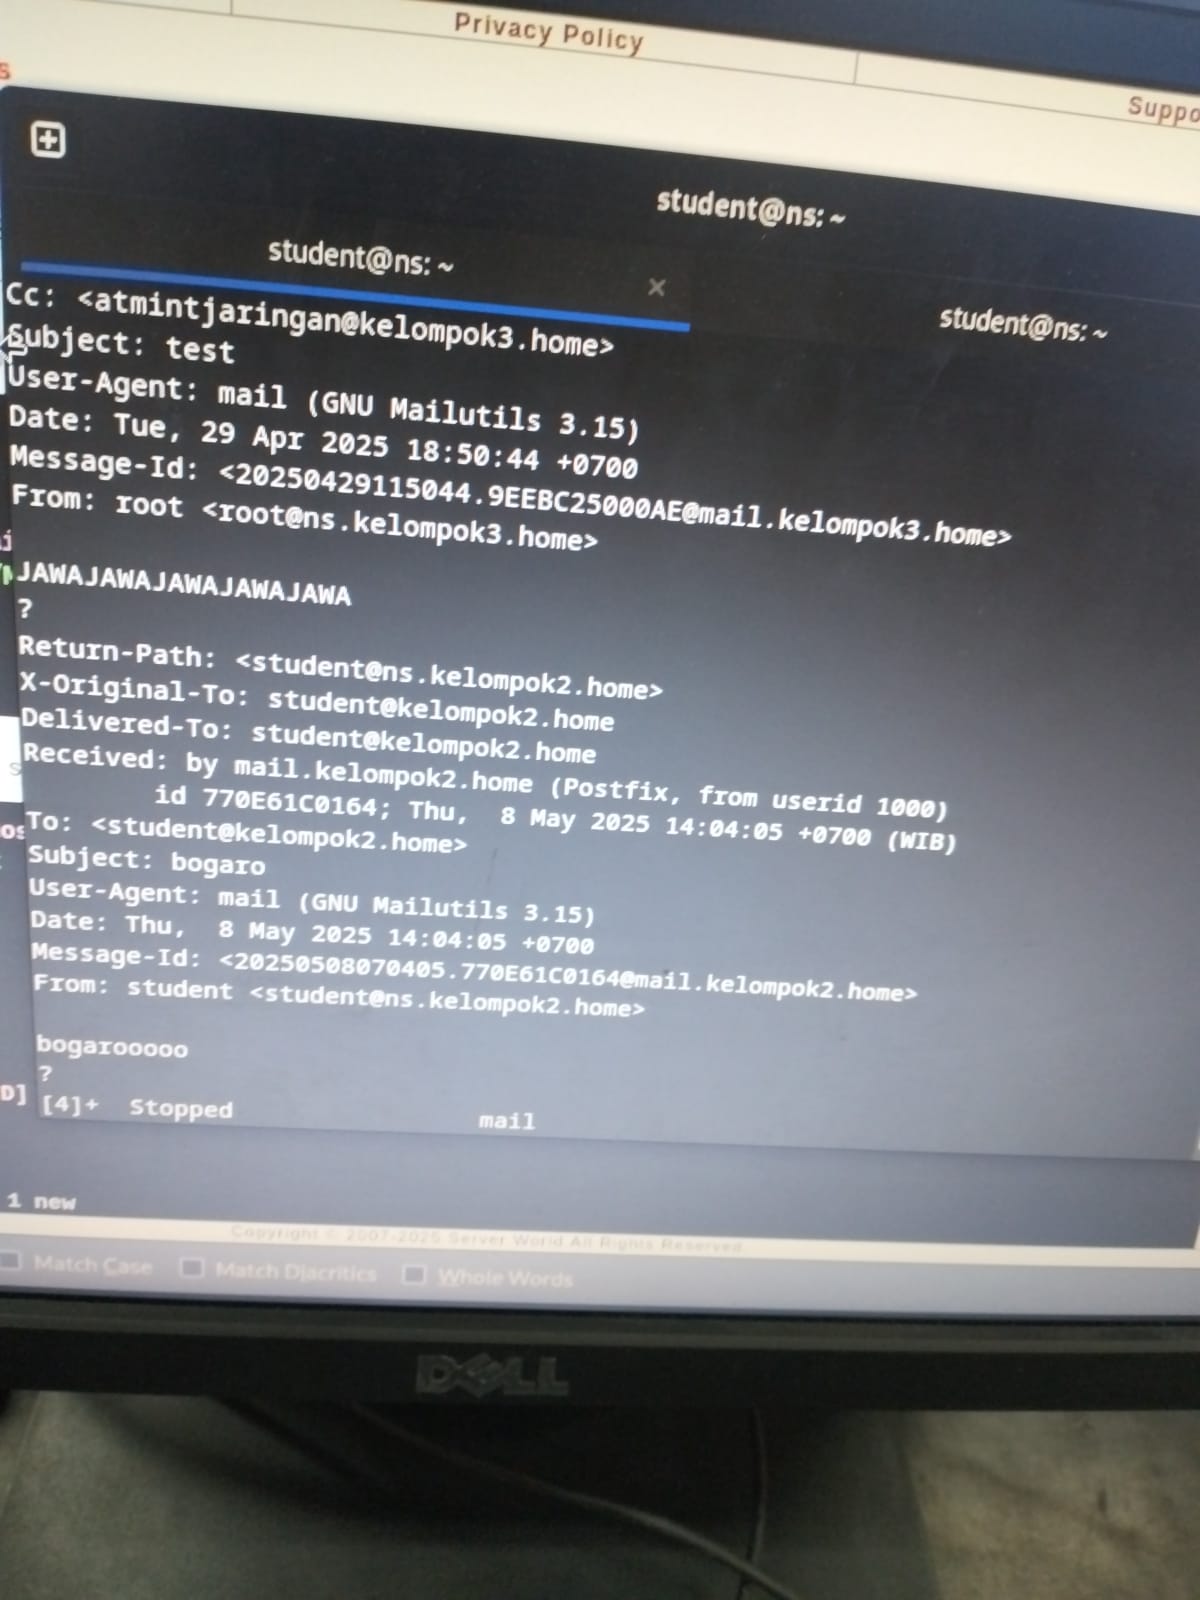 Privacy Policy
Suppo
s
student@ns: ~
student@ns: ~
student@ns: ~
Cc: <atmintjaringan@kelompok3.home>
Subject: test
User-Agent: mail (GNU Mailutils 3.15)
Date: Tue, 29 Apr 2025 18:50:44 +0700
Message-Id: <20250429115044.9EEBC25000AE@mail.kelompok3.home>
From: root <root@ns.kelompok3.home>
JAWAJAWAJAWAJAWAJAWA
?
Return-Path: <student@ns.kelompok2.home>
X-Original-To: student@kelompok2.home
Delivered-To: student@kelompok2.home
Received: by mail.kelompok2.home (Postfix, from userid 1000)
id 770E61C0164; Thu,  8 May 2025 14:04:05 +0700 (WIB)
To: <student@kelompok2.home>
Subject: bogaro
User-Agent: mail (GNU Mailutils 3.15)
Date: Thu,  8 May 2025 14:04:05 +0700
Message-Id: <20250508070405.770E61C0164@mail.kelompok2.home>
From: student <student@ns.kelompok2.home>
bogarooooo
?
D]
[4]+  Stopped                 mail
1 new
Copyright © 2007-2025 Server World All Rights Reserved.
Match Case
Match Diacritics
Whole Words
DELL